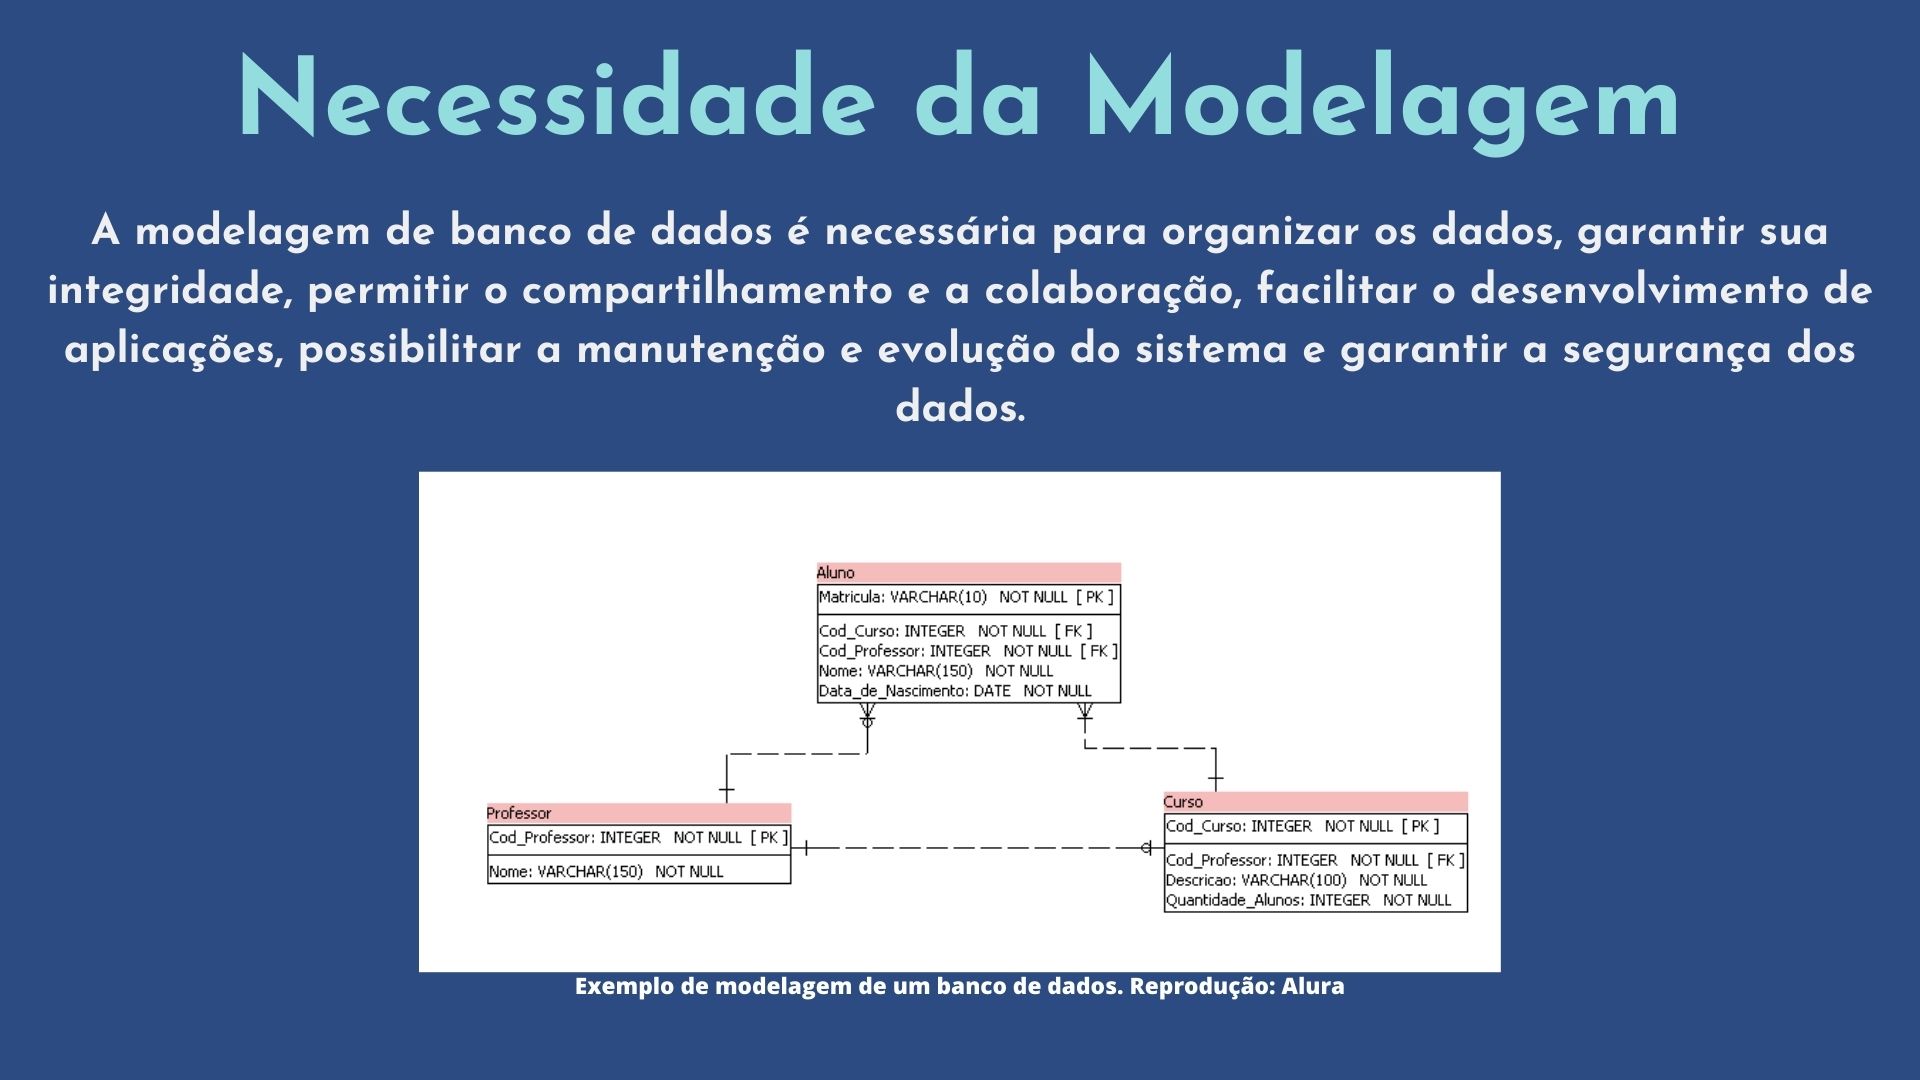 Necessidade da Modelagem
A modelagem de banco de dados é necessária para organizar os dados, garantir sua
integridade, permitir o compartilhamento e a colaboração, facilitar o desenvolvimento de
aplicações, possibilitar a manutenção e evolução do sistema e garantir a segurança dos
dados.
Aluno
Matricula: VARCHAR(10) NOT NULL [ PK ]
Cod_Curso: INTEGER NOT NULL [ FK ]
Cod_Professor: INTEGER NOT NULL [ FK ]
Nome: VARCHAR(150) NOT NULL
Data_de_Nascimento: DATE NOT NULL
Professor
Cod_Professor: INTEGER NOT NULL [ PK ]
Nome: VARCHAR(150) NOT NULL
Curso
Cod_Curso: INTEGER NOT NULL [ PK ]
Cod_Professor: INTEGER NOT NULL [ FK ]
Descricao: VARCHAR(100) NOT NULL
Quantidade_Alunos: INTEGER NOT NULL
Exemplo de modelagem de um banco de dados. Reprodução: Alura